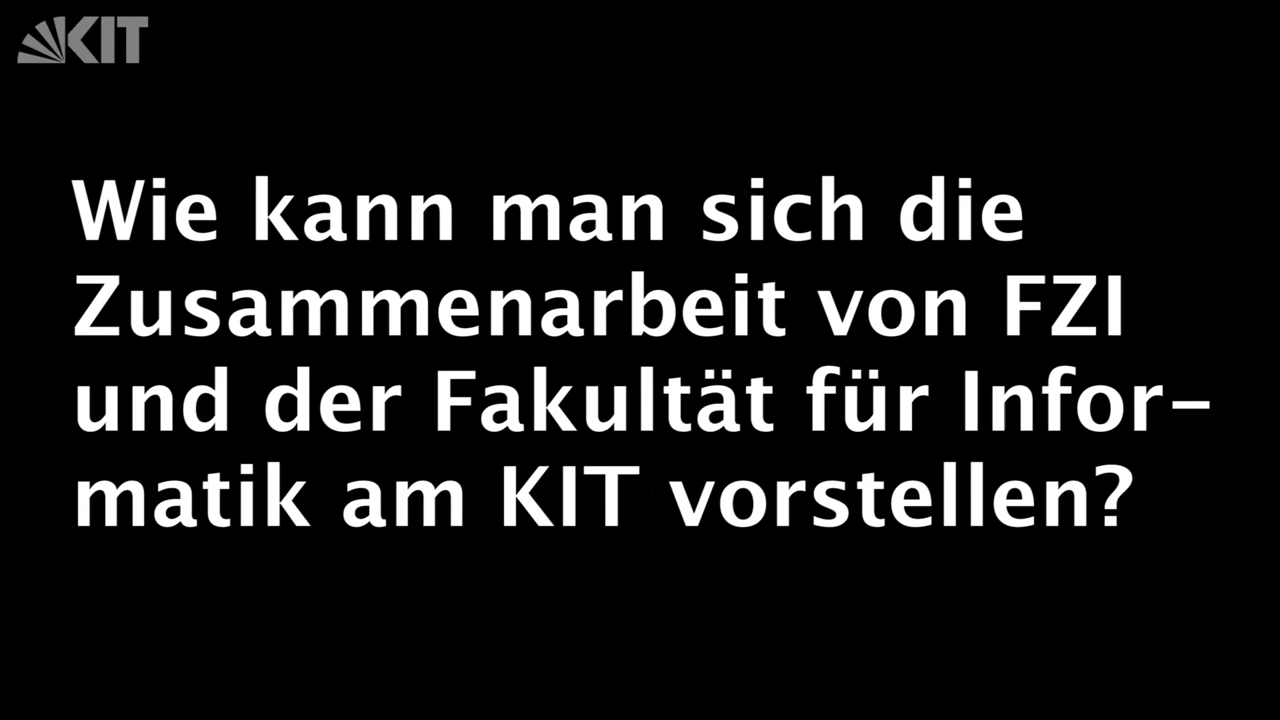 KIT
Wie kann man sich die
Zusammenarbeit von FZI
und der Fakultät für Infor-
matik am KIT vorstellen?